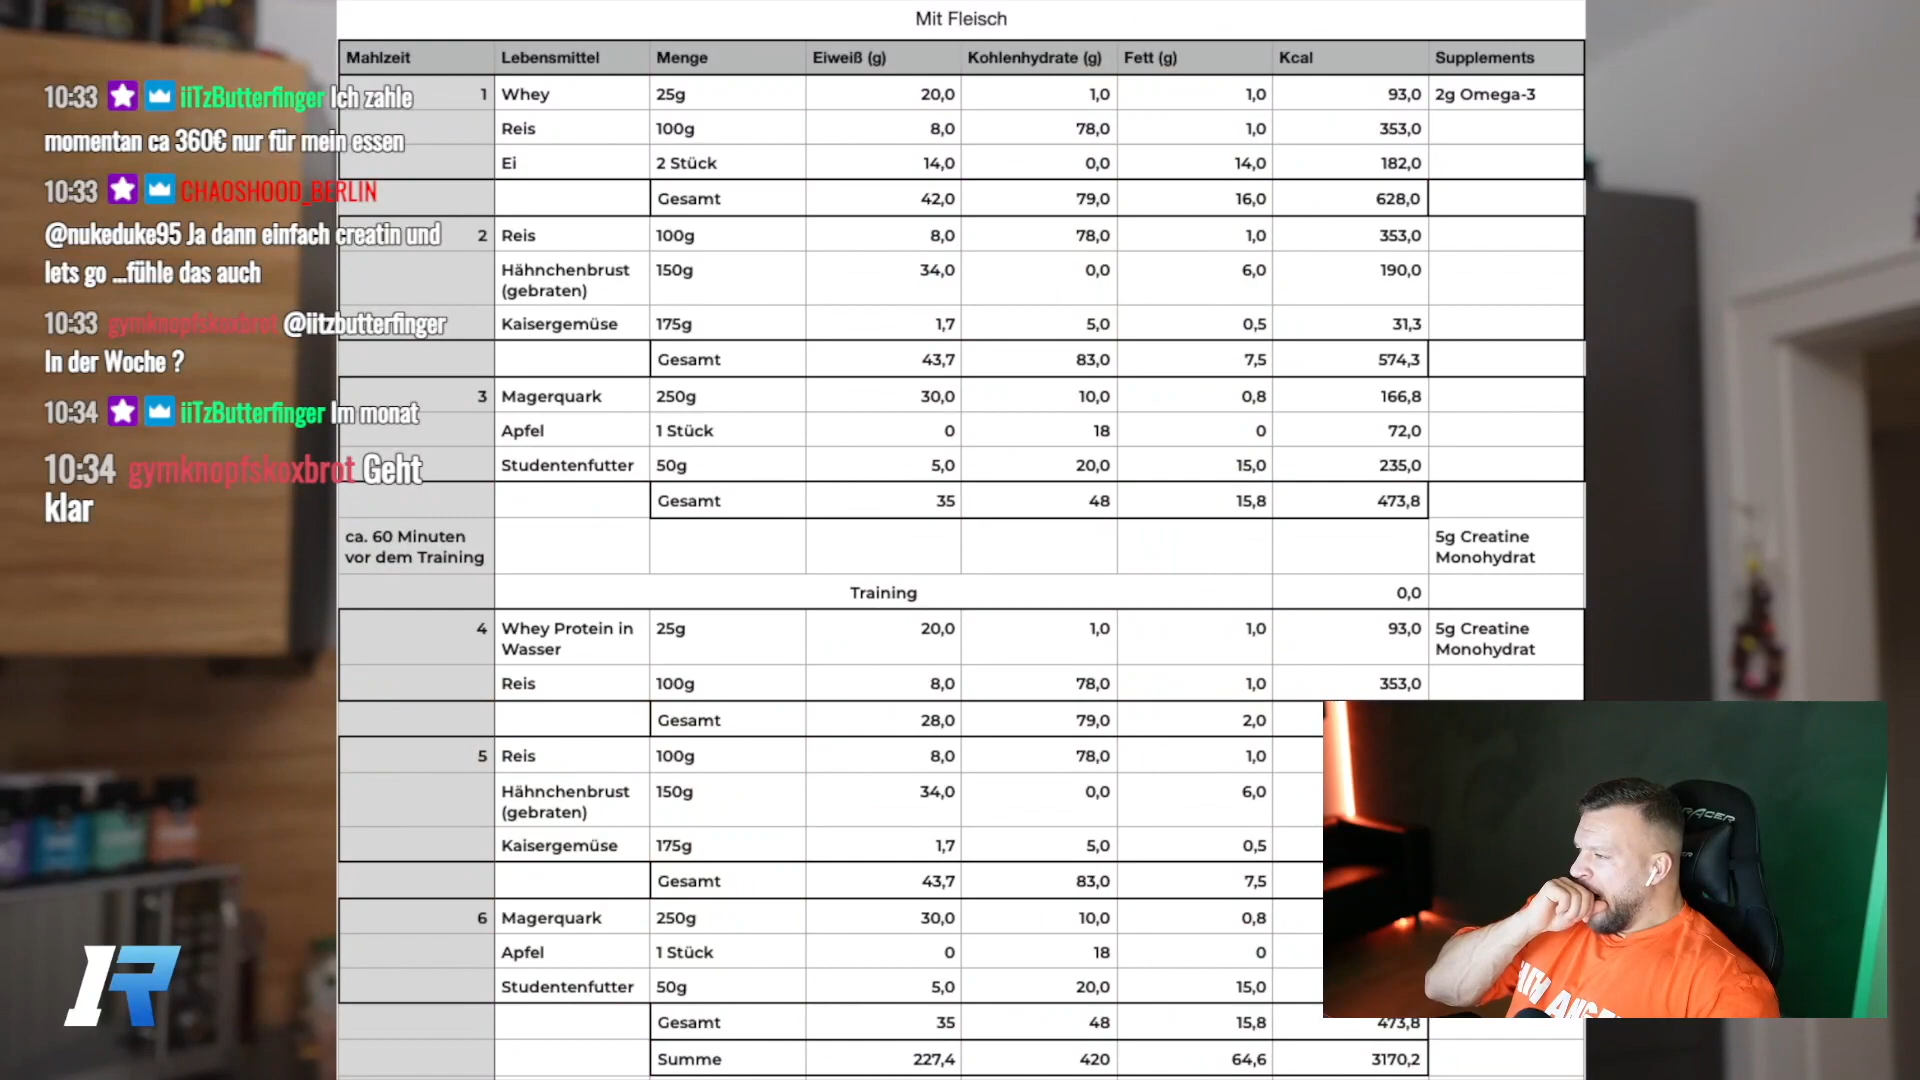 Mit Fleisch
Mahlzeit Lebensmittel Menge Eiweiß (g) Kohlenhydrate (g) Fett (g) Kcal Supplements
1 Whey 25g 20,0 1,0 1,0 93,0 2g Omega-3
Reis 100g 8,0 78,0 1,0 353,0
Ei 2 Stück 14,0 0,0 14,0 182,0
Gesamt 42,0 79,0 16,0 628,0
2 Reis 100g 8,0 78,0 1,0 353,0
Hähnchenbrust (gebraten) 150g 34,0 0,0 6,0 190,0
Kaisergemüse 175g 1,7 5,0 0,5 31,3
Gesamt 43,7 83,0 7,5 574,3
3 Magerquark 250g 30,0 10,0 0,8 166,8
Apfel 1 Stück 0 18 0 72,0
Studentenfutter 50g 5,0 20,0 15,0 235,0
Gesamt 35 48 15,8 473,8
ca. 60 Minuten vor dem Training 5g Creatine Monohydrat
Training 0,0
4 Whey Protein in Wasser 25g 20,0 1,0 1,0 93,0 5g Creatine Monohydrat
Reis 100g 8,0 78,0 1,0 353,0
Gesamt 28,0 79,0 2,0
5 Reis 100g 8,0 78,0 1,0
Hähnchenbrust (gebraten) 150g 34,0 0,0 6,0
Kaisergemüse 175g 1,7 5,0 0,5
Gesamt 43,7 83,0 7,5
6 Magerquark 250g 30,0 10,0 0,8
Apfel 1 Stück 0 18 0
Studentenfutter 50g 5,0 20,0 15,0
Gesamt 35 48 15,8 473,8
Summe 227,4 420 64,6 3170,2
10:33 iiTzButterfinger Ich zahle
momentan ca 360€ nur für mein essen
10:33 CHAOSHOOD_BERLIN
@nukeduke95 Ja dann einfach creatin und
lets go ...fühle das auch
10:33 gymknopfskoxbrot @iitzbutterfinger
In der Woche ?
10:34 iiTzButterfinger Im monat
10:34 gymknopfskoxbrot Geht
klar
IR